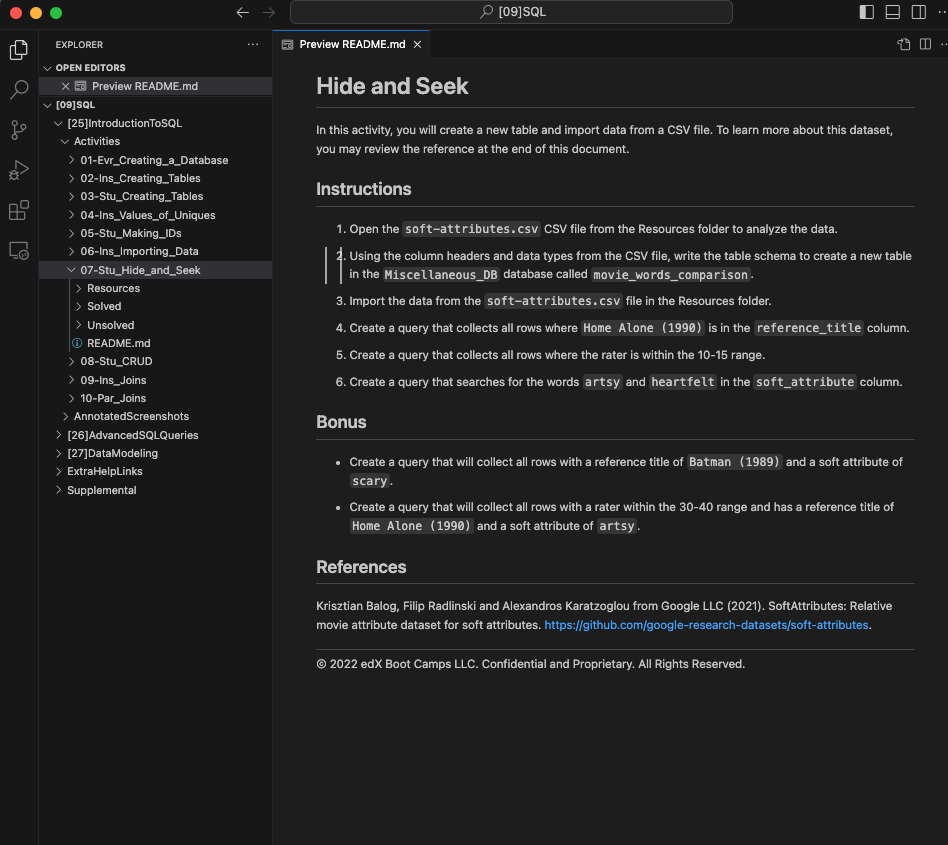 [09]SQL
EXPLORER
Preview README.md
OPEN EDITORS
Preview README.md
[09]SQL
[25]IntroductionToSQL
Activities
01-Evr_Creating_a_Database
02-Ins_Creating_Tables
03-Stu_Creating_Tables
04-Ins_Values_of_Uniques
05-Stu_Making_IDs
06-Ins_Importing_Data
07-Stu_Hide_and_Seek
Resources
Solved
Unsolved
README.md
08-Stu_CRUD
09-Ins_Joins
10-Par_Joins
AnnotatedScreenshots
[26]AdvancedSQLQueries
[27]DataModeling
ExtraHelpLinks
Supplemental
Hide and Seek
In this activity, you will create a new table and import data from a CSV file. To learn more about this dataset,
you may review the reference at the end of this document.
Instructions
1. Open the soft-attributes.csv CSV file from the Resources folder to analyze the data.
2. Using the column headers and data types from the CSV file, write the table schema to create a new table
in the Miscellaneous_DB database called movie_words_comparison.
3. Import the data from the soft-attributes.csv file in the Resources folder.
4. Create a query that collects all rows where Home Alone (1990) is in the reference_title column.
5. Create a query that collects all rows where the rater is within the 10-15 range.
6. Create a query that searches for the words artsy and heartfelt in the soft_attribute column.
Bonus
• Create a query that will collect all rows with a reference title of Batman (1989) and a soft attribute of
scary.
• Create a query that will collect all rows with a rater within the 30-40 range and has a reference title of
Home Alone (1990) and a soft attribute of artsy.
References
Krisztian Balog, Filip Radlinski and Alexandros Karatzoglou from Google LLC (2021). SoftAttributes: Relative
movie attribute dataset for soft attributes. https://github.com/google-research-datasets/soft-attributes.
© 2022 edX Boot Camps LLC. Confidential and Proprietary. All Rights Reserved.